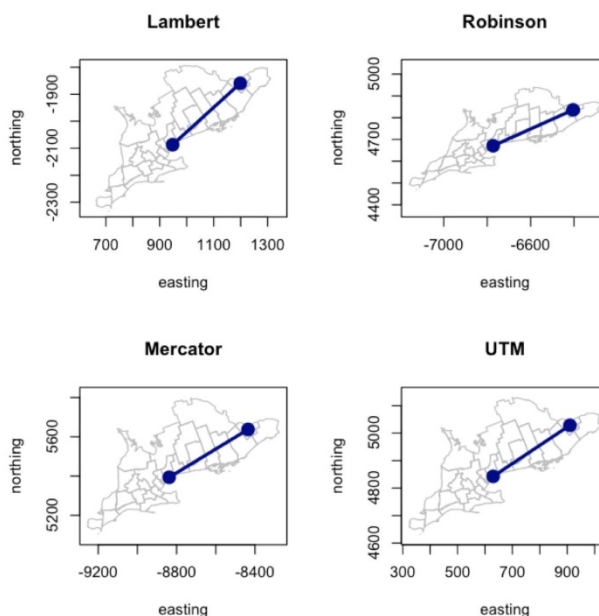 Lambert
northing
-1900
-2100
-2300
700
900
1100
1300
easting
Robinson
northing
5000
4700
4400
-7000
-6600
easting
Mercator
northing
5600
5200
-9200
-8800
-8400
easting
UTM
northing
5000
4800
4600
300
500
700
900
easting